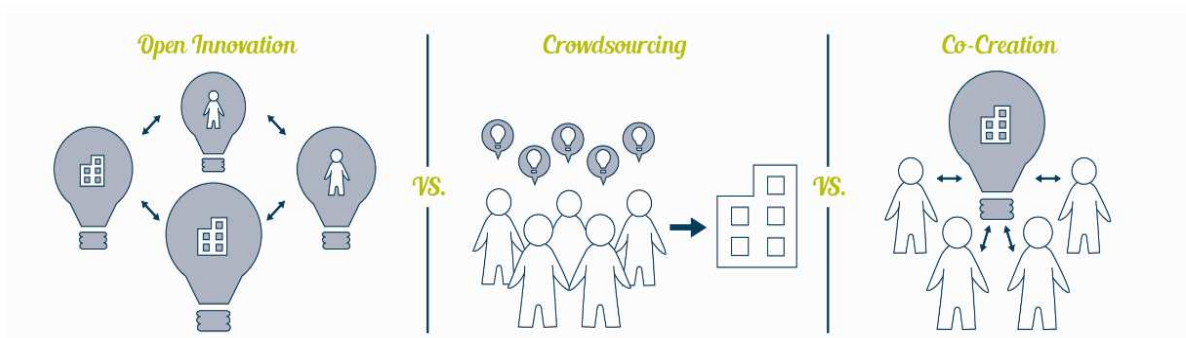 Open Innovation
VS.
Crowdsourcing
VS.
Co-Creation